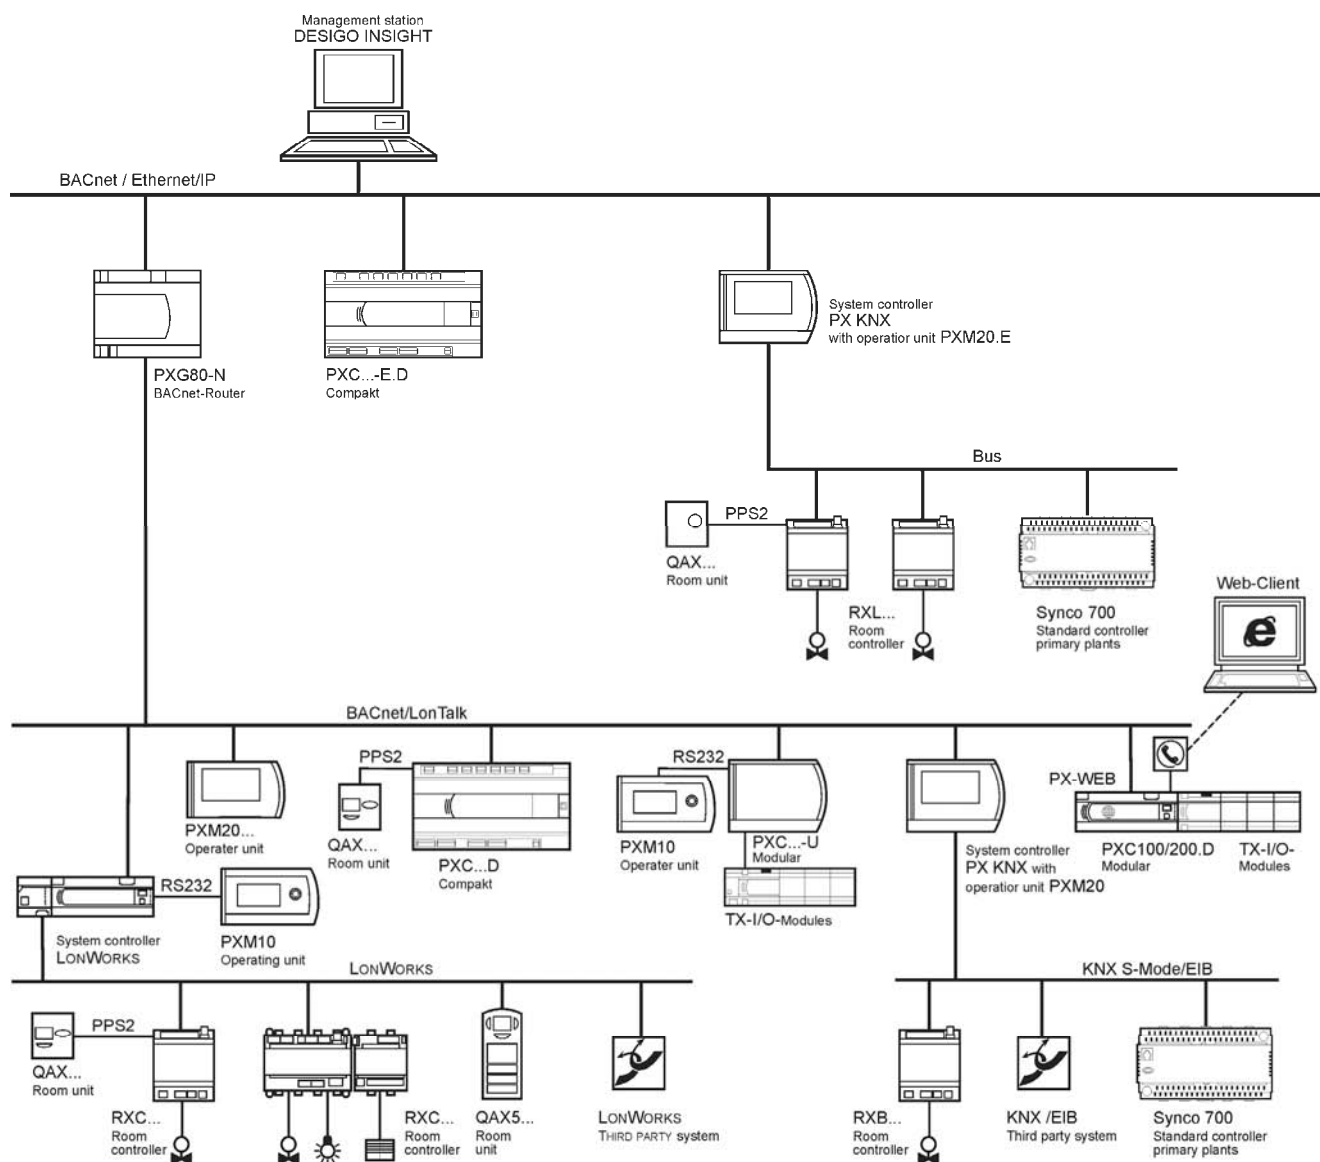 Management station
DESIGO INSIGHT
BACnet / Ethernet/IP
PXG80-N
BACnet-Router
PXC...-E.D
Compakt
System controller
PX KNX
with operatior unit PXM20.E
Bus
PPS2
QAX...
Room unit
RXL...
Room
controller
Synco 700
Standard controller
primary plants
Web-Client
e
BACnet/LonTalk
PXM20...
Operater unit
PPS2
QAX...
Room unit
PXC...D
Compakt
RS232
PXM10
Operater unit
PXC...-U
Modular
TX-I/O-Modules
System controller
PX KNX with
operatior unit PXM20
PX-WEB
PXC100/200.D
Modular
TX-I/O-
Modules
RS232
System controller
LONWORKS
PXM10
Operating unit
LONWORKS
KNX S-Mode/EIB
PPS2
QAX...
Room unit
RXC...
Room
controller
RXC...
Room
controller
QAX5...
Room
unit
LONWORKS
THIRD PARTY system
RXB...
Room
controller
KNX /EIB
Third party system
Synco 700
Standard controller
primary plants